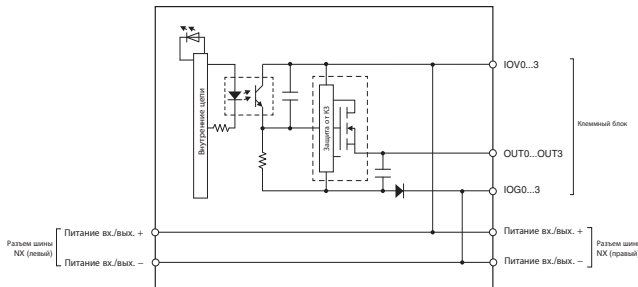 IOV0...3
Внутренние цепи
Защита от КЗ
Клеммный блок
OUT0...OUT3
IOG0...3
Разъем шины
NX (левый)
Питание вх./вых. +
Питание вх./вых. −
Питание вх./вых. +
Питание вх./вых. −
Разъем шины
NX (правый)